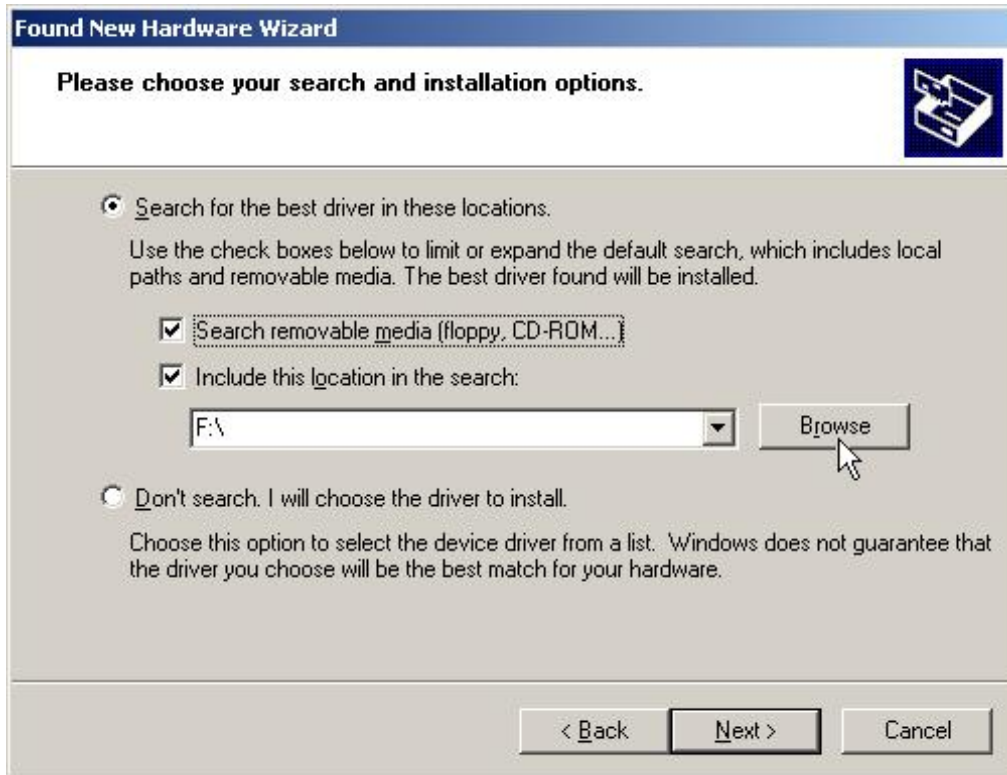 Found New Hardware Wizard
Please choose your search and installation options.
Search for the best driver in these locations.
Use the check boxes below to limit or expand the default search, which includes local
paths and removable media. The best driver found will be installed.
Search removable media (floppy, CD-ROM...)
Include this location in the search:
F:\
Browse
Don't search. I will choose the driver to install.
Choose this option to select the device driver from a list.  Windows does not guarantee that
the driver you choose will be the best match for your hardware.
< Back
Next >
Cancel